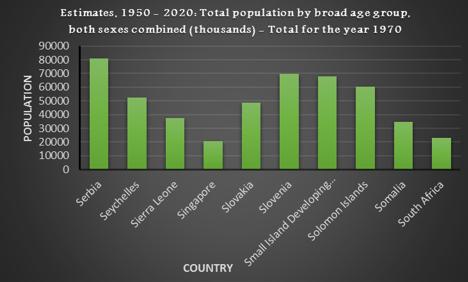 Estimates, 1950 - 2020: Total population by broad age group,
both sexes combined (thousands) - Total for the year 1970
POPULATION
90000
80000
70000
60000
50000
40000
30000
20000
10000
0
Serbia
Seychelles
Sierra Leone
Singapore
Slovakia
Slovenia
Small Island Developing...
Solomon Islands
Somalia
South Africa
COUNTRY